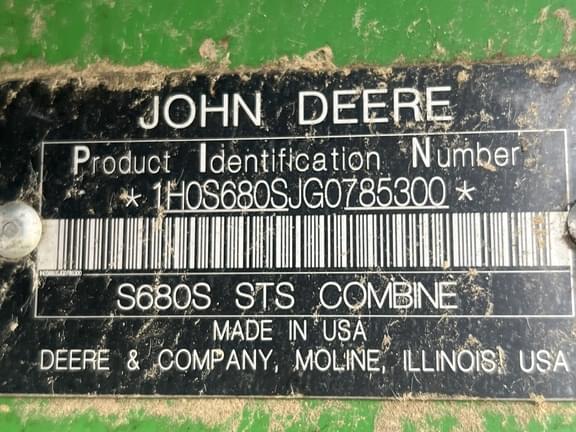 JOHN DEERE
Product Identification Number
*1H0S680SJG0785300*
S680S STS COMBINE
MADE IN USA
DEERE & COMPANY, MOLINE, ILLINOIS, USA